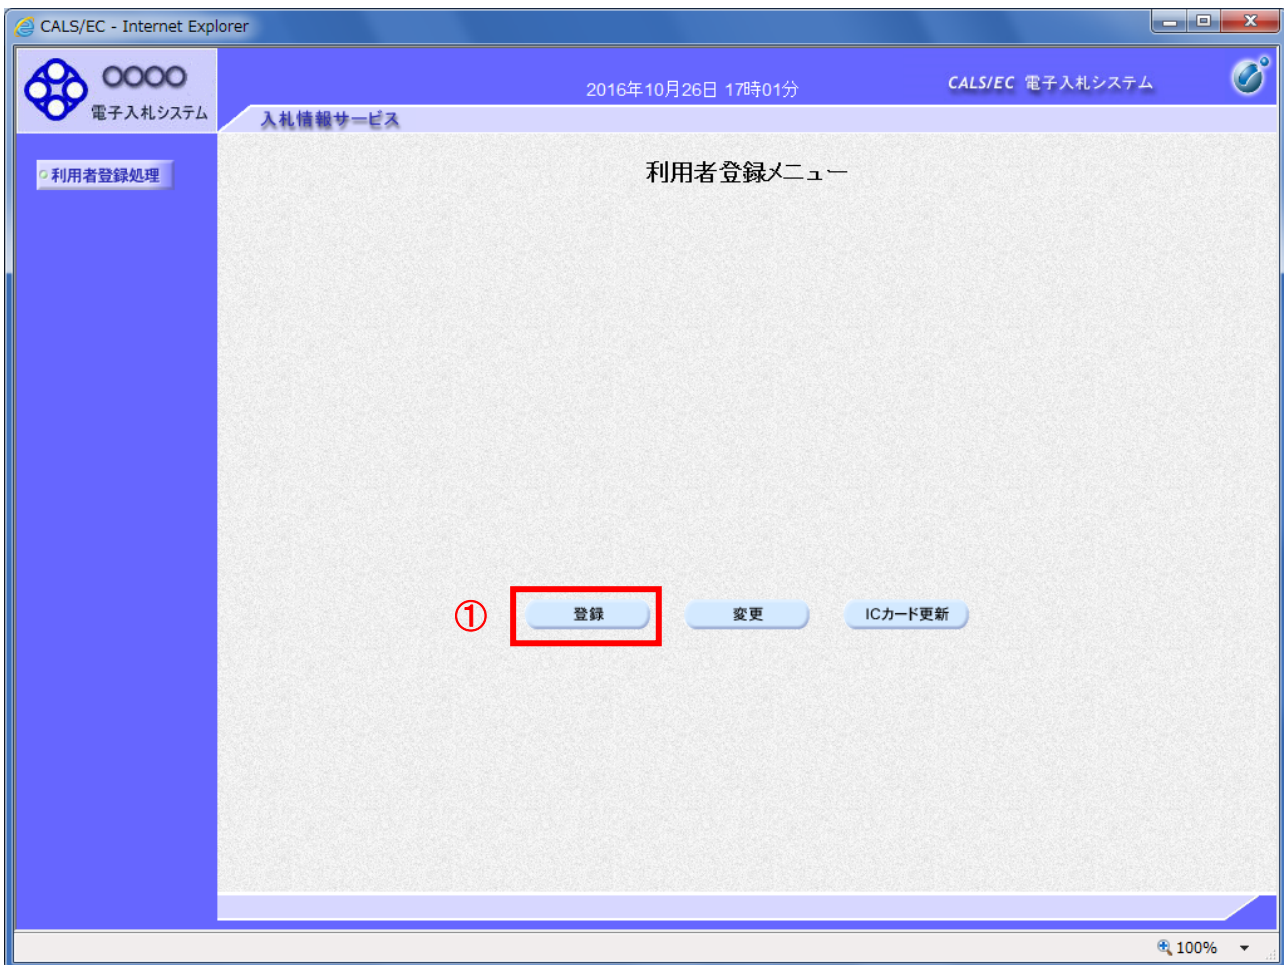 CALS/EC - Internet Explorer
〇〇〇〇
電子入札システム
2016年10月26日 17時01分
CALS/EC 電子入札システム
入札情報サービス
利用者登録処理
利用者登録メニュー
① 登録 変更 ICカード更新
100%